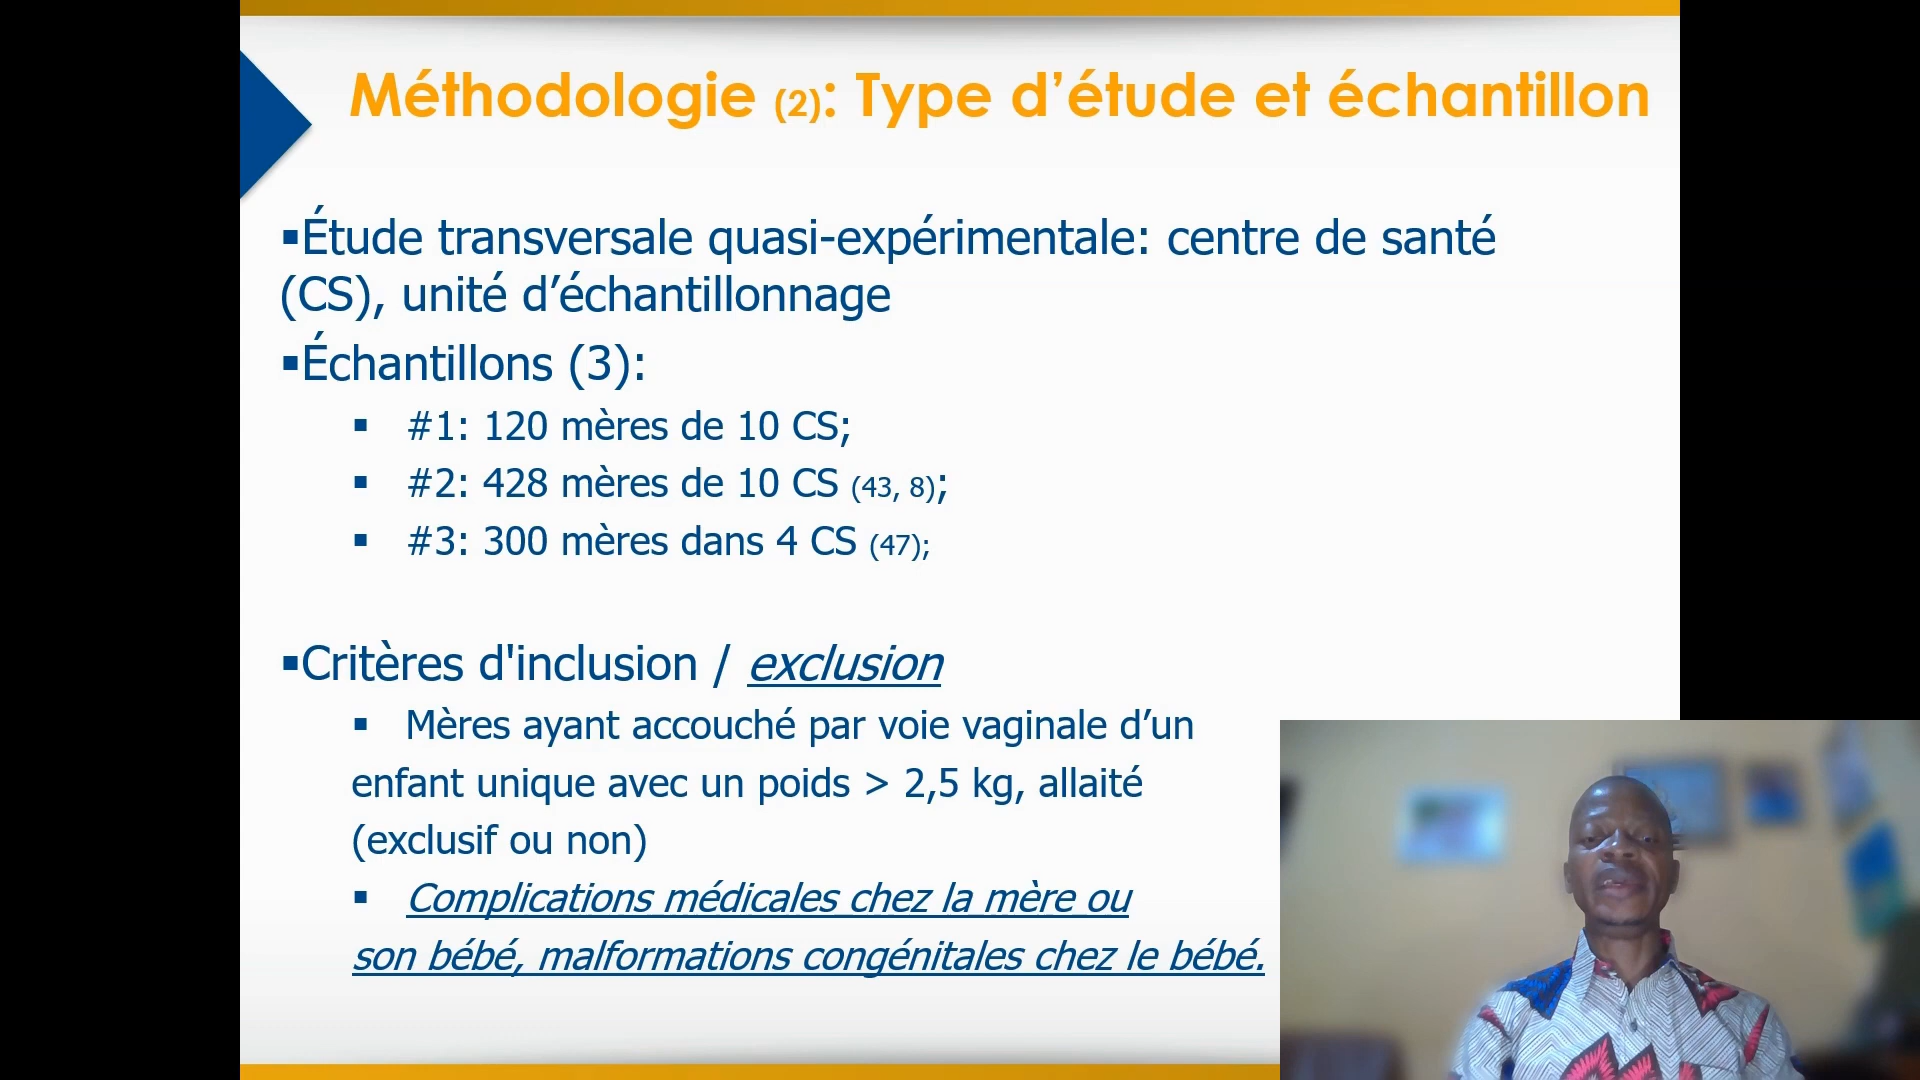 Méthodologie (2): Type d’étude et échantillon
▪Étude transversale quasi-expérimentale: centre de santé
(CS), unité d’échantillonnage
▪Échantillons (3):
▪ #1: 120 mères de 10 CS;
▪ #2: 428 mères de 10 CS (43, 8);
▪ #3: 300 mères dans 4 CS (47);
▪Critères d'inclusion / exclusion
▪ Mères ayant accouché par voie vaginale d’un
enfant unique avec un poids > 2,5 kg, allaité
(exclusif ou non)
▪ Complications médicales chez la mère ou
son bébé, malformations congénitales chez le bébé.